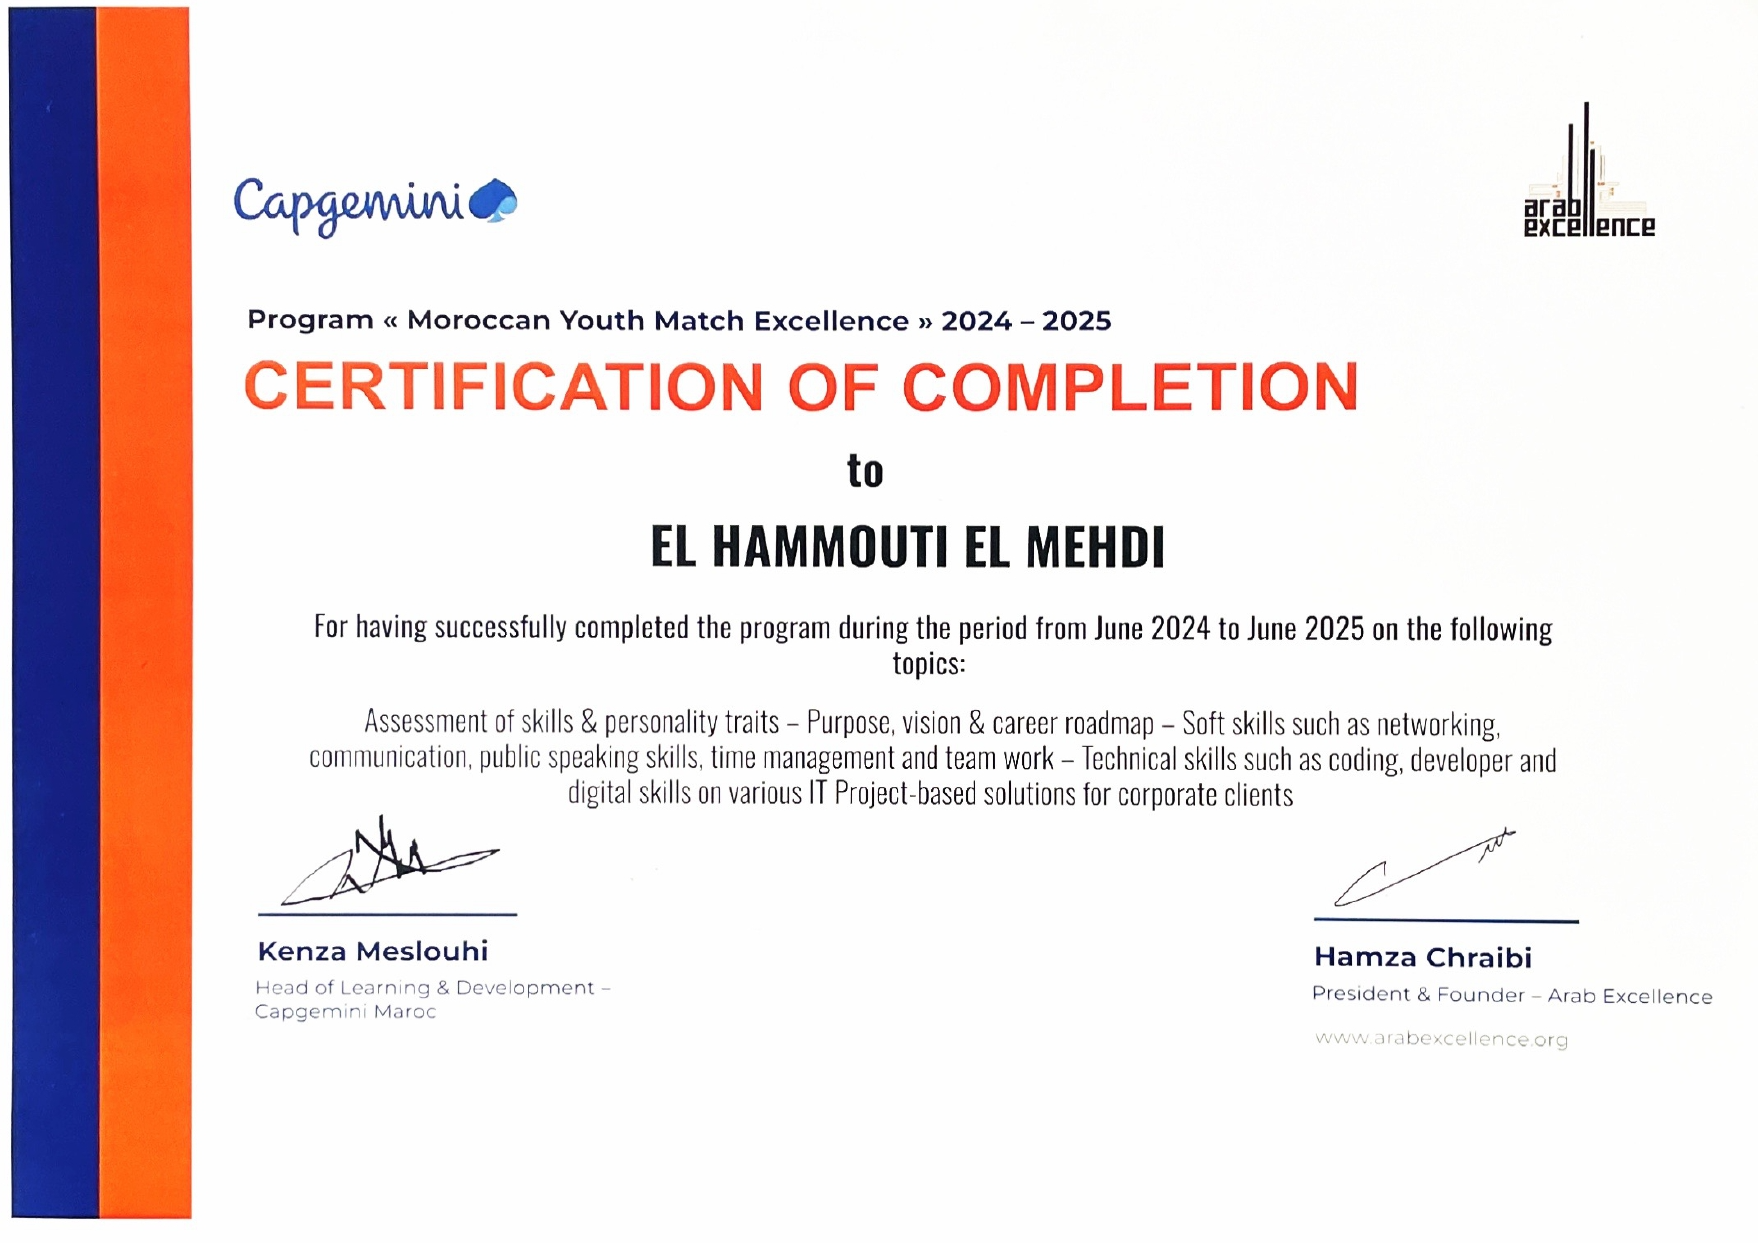 Capgemini
arab
excellence
Program « Moroccan Youth Match Excellence » 2024 – 2025
CERTIFICATION OF COMPLETION
to
EL HAMMOUTI EL MEHDI
For having successfully completed the program during the period from June 2024 to June 2025 on the following
topics:
Assessment of skills & personality traits – Purpose, vision & career roadmap – Soft skills such as networking,
communication, public speaking skills, time management and team work – Technical skills such as coding, developer and
digital skills on various IT Project-based solutions for corporate clients
Kenza Meslouhi
Head of Learning & Development –
Capgemini Maroc
Hamza Chraibi
President & Founder – Arab Excellence
www.arabexcellence.org